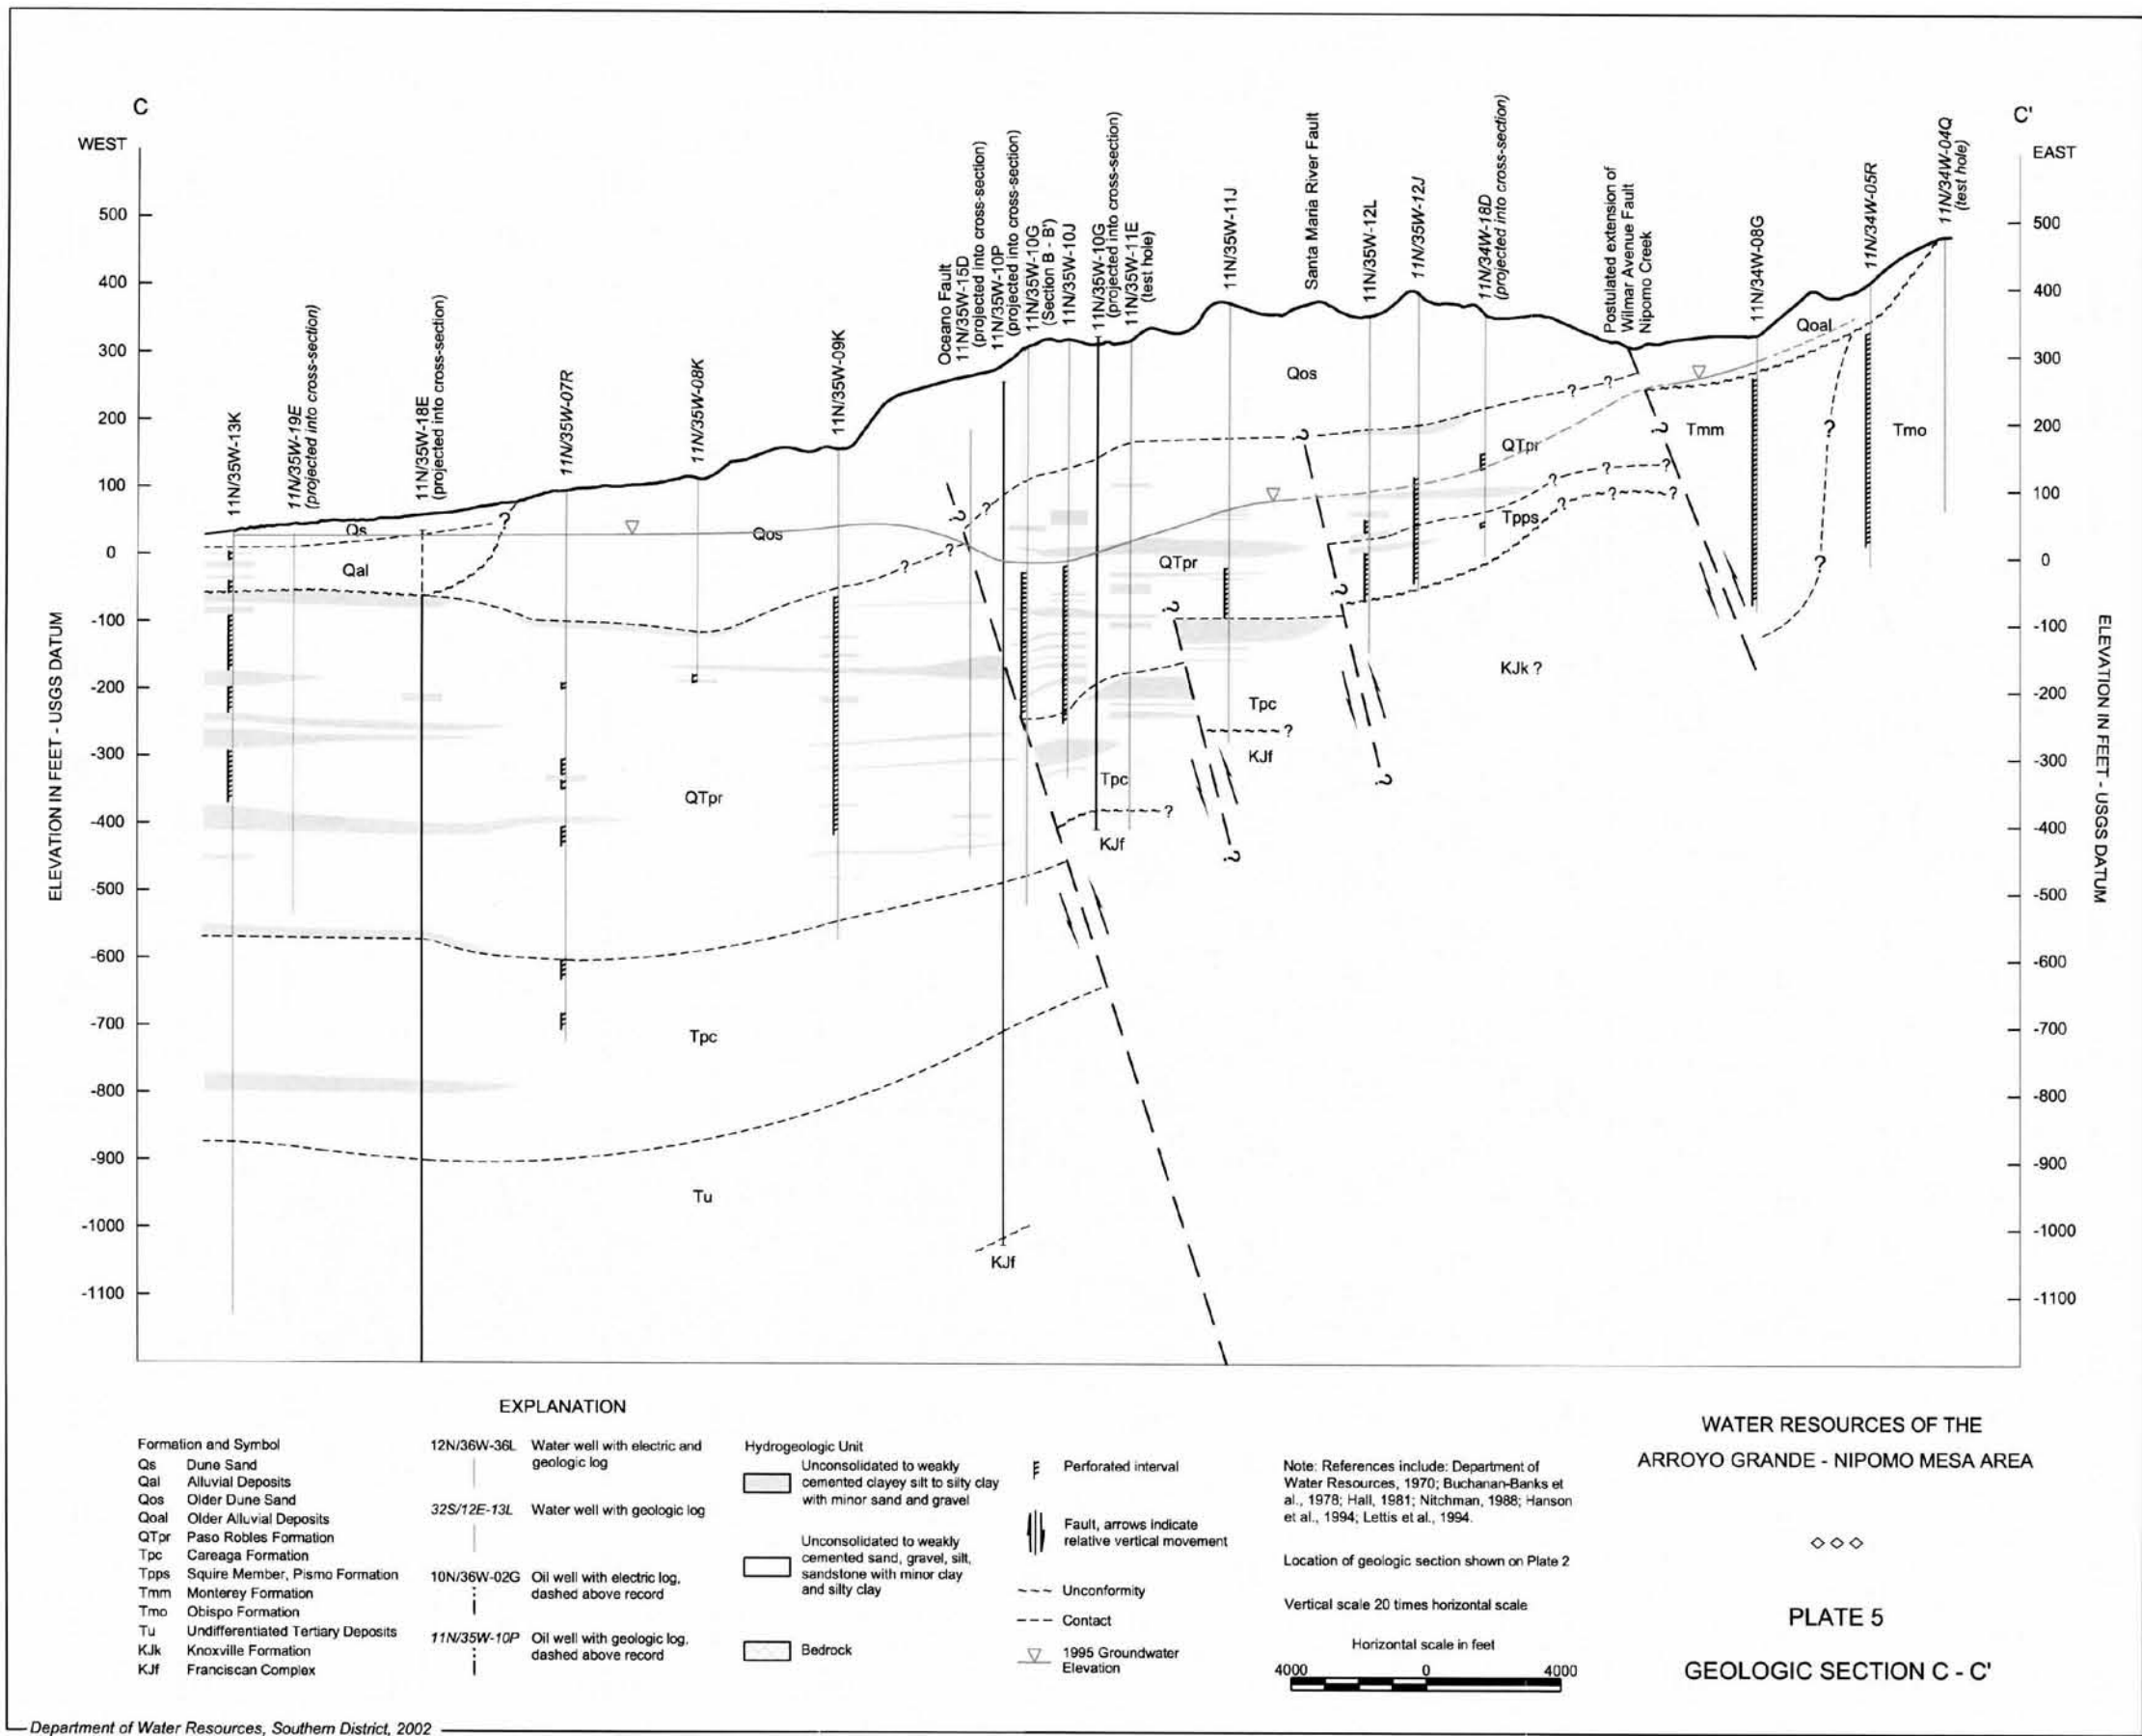 C
C'
WEST
EAST
11N/35W-13K
11N/35W-19E
(projected into cross-section)
11N/35W-18E
(projected into cross-section)
11N/35W-07R
11N/35W-08K
11N/35W-09K
Oceano Fault
11N/35W-15D
(projected into cross-section)
11N/35W-10P
(projected into cross-section)
11N/35W-10G
(Section B - B')
11N/35W-10J
11N/35W-10G
(projected into cross-section)
11N/35W-11E
(test hole)
11N/35W-11J
Santa Maria River Fault
11N/35W-12L
11N/35W-12J
11N/34W-18D
(projected into cross-section)
Postulated extension of
Wilmar Avenue Fault
Nipomo Creek
11N/34W-08G
11N/34W-05R
11N/34W-04Q
(test hole)
ELEVATION IN FEET - USGS DATUM
500
400
300
200
100
0
-100
-200
-300
-400
-500
-600
-700
-800
-900
-1000
-1100
500
400
300
200
100
0
-100
-200
-300
-400
-500
-600
-700
-800
-900
-1000
-1100
ELEVATION IN FEET - USGS DATUM
Qs
Qal
Qos
Qos
Qoal
QTpr
Tmm
Tmo
Tpps
QTpr
KJk ?
Tpc
KJf
Tpc
KJf
QTpr
Tpc
Tu
KJf
EXPLANATION
Formation and Symbol
Qs Dune Sand
Qal Alluvial Deposits
Qos Older Dune Sand
Qoal Older Alluvial Deposits
QTpr Paso Robles Formation
Tpc Careaga Formation
Tpps Squire Member, Pismo Formation
Tmm Monterey Formation
Tmo Obispo Formation
Tu Undifferentiated Tertiary Deposits
KJk Knoxville Formation
KJf Franciscan Complex
12N/36W-36L Water well with electric and
geologic log
32S/12E-13L Water well with geologic log
10N/36W-02G Oil well with electric log,
dashed above record
11N/35W-10P Oil well with geologic log,
dashed above record
Hydrogeologic Unit
Unconsolidated to weakly
cemented clayey silt to silty clay
with minor sand and gravel
Unconsolidated to weakly
cemented sand, gravel, silt,
sandstone with minor clay
and silty clay
Bedrock
Perforated interval
Fault, arrows indicate
relative vertical movement
Unconformity
Contact
1995 Groundwater
Elevation
Note: References include: Department of
Water Resources, 1970; Buchanan-Banks et
al., 1978; Hall, 1981; Nitchman, 1988; Hanson
et al., 1994; Lettis et al., 1994.
Location of geologic section shown on Plate 2
Vertical scale 20 times horizontal scale
Horizontal scale in feet
4000 0 4000
WATER RESOURCES OF THE
ARROYO GRANDE - NIPOMO MESA AREA
PLATE 5
GEOLOGIC SECTION C - C'
Department of Water Resources, Southern District, 2002